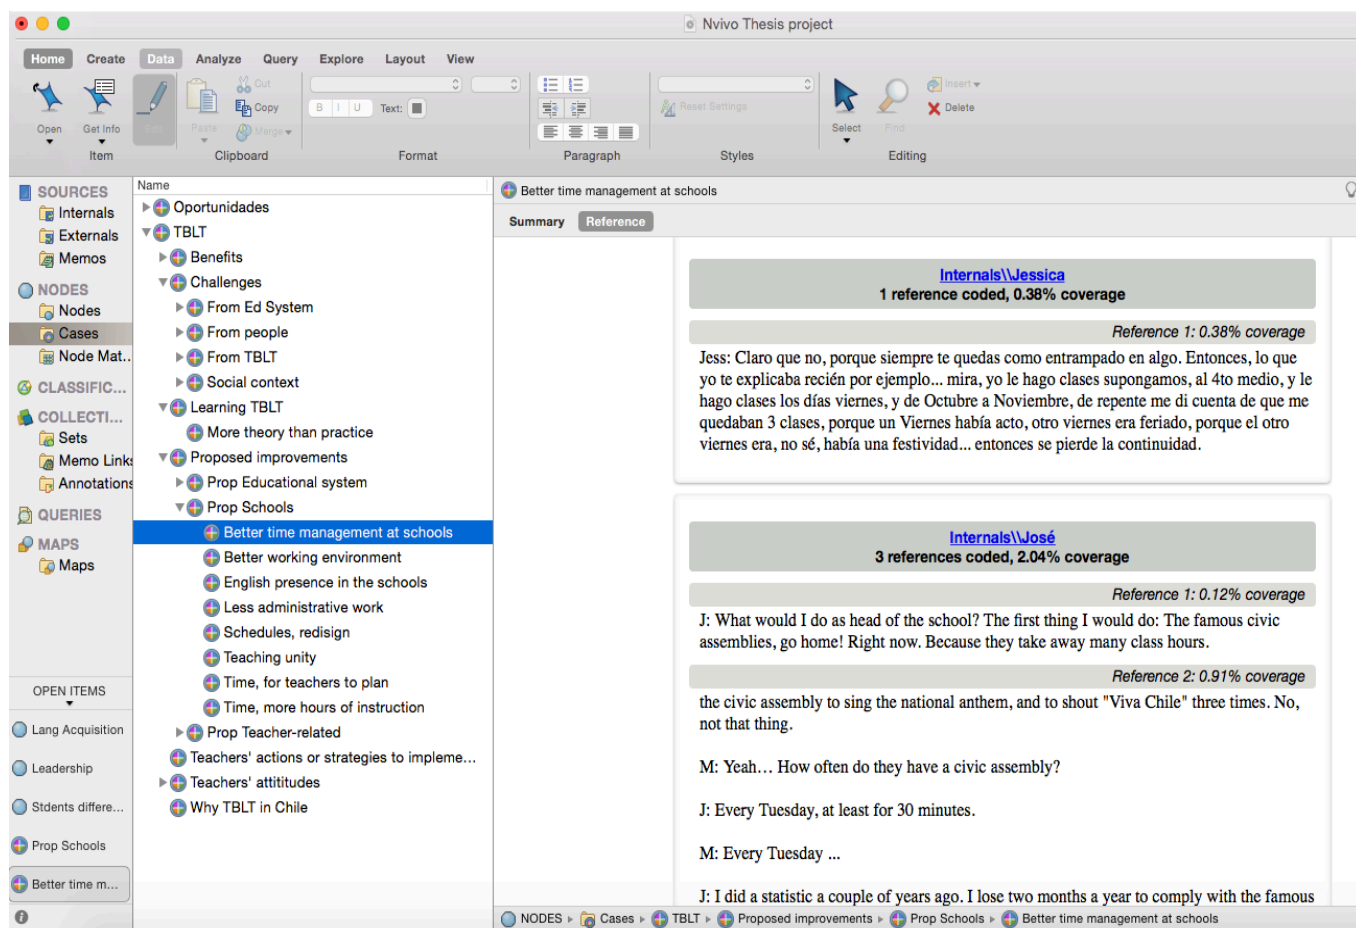 Nvivo Thesis project
Home Create Data Analyze Query Explore Layout View
Open
Get Info
Edit
Item
Paste
Cut
Copy
Merge
Clipboard
B I U Text:
Format
Paragraph
Reset Settings
Styles
Select
Find
Insert
Delete
Editing
SOURCES
Internals
Externals
Memos
NODES
Nodes
Cases
Node Mat..
CLASSIFIC...
COLLECTI...
Sets
Memo Links
Annotations
QUERIES
MAPS
Maps
OPEN ITEMS
Lang Acquisition
Leadership
Stdents differe...
Prop Schools
Better time m...
Name
Oportunidades
TBLT
Benefits
Challenges
From Ed System
From people
From TBLT
Social context
Learning TBLT
More theory than practice
Proposed improvements
Prop Educational system
Prop Schools
Better time management at schools
Better working environment
English presence in the schools
Less administrative work
Schedules, redisign
Teaching unity
Time, for teachers to plan
Time, more hours of instruction
Prop Teacher-related
Teachers' actions or strategies to impleme...
Teachers' attititudes
Why TBLT in Chile
Better time management at schools
Summary Reference
Internals\\Jessica
1 reference coded, 0.38% coverage
Reference 1: 0.38% coverage
Jess: Claro que no, porque siempre te quedas como entrampado en algo. Entonces, lo que
yo te explicaba recién por ejemplo... mira, yo le hago clases supongamos, al 4to medio, y le
hago clases los días viernes, y de Octubre a Noviembre, de repente me di cuenta de que me
quedaban 3 clases, porque un Viernes había acto, otro viernes era feriado, porque el otro
viernes era, no sé, había una festividad... entonces se pierde la continuidad.
Internals\\José
3 references coded, 2.04% coverage
Reference 1: 0.12% coverage
J: What would I do as head of the school? The first thing I would do: The famous civic
assemblies, go home! Right now. Because they take away many class hours.
Reference 2: 0.91% coverage
the civic assembly to sing the national anthem, and to shout "Viva Chile" three times. No,
not that thing.
M: Yeah… How often do they have a civic assembly?
J: Every Tuesday, at least for 30 minutes.
M: Every Tuesday ...
J: I did a statistic a couple of years ago. I lose two months a year to comply with the famous
NODES Cases TBLT Proposed improvements Prop Schools Better time management at schools